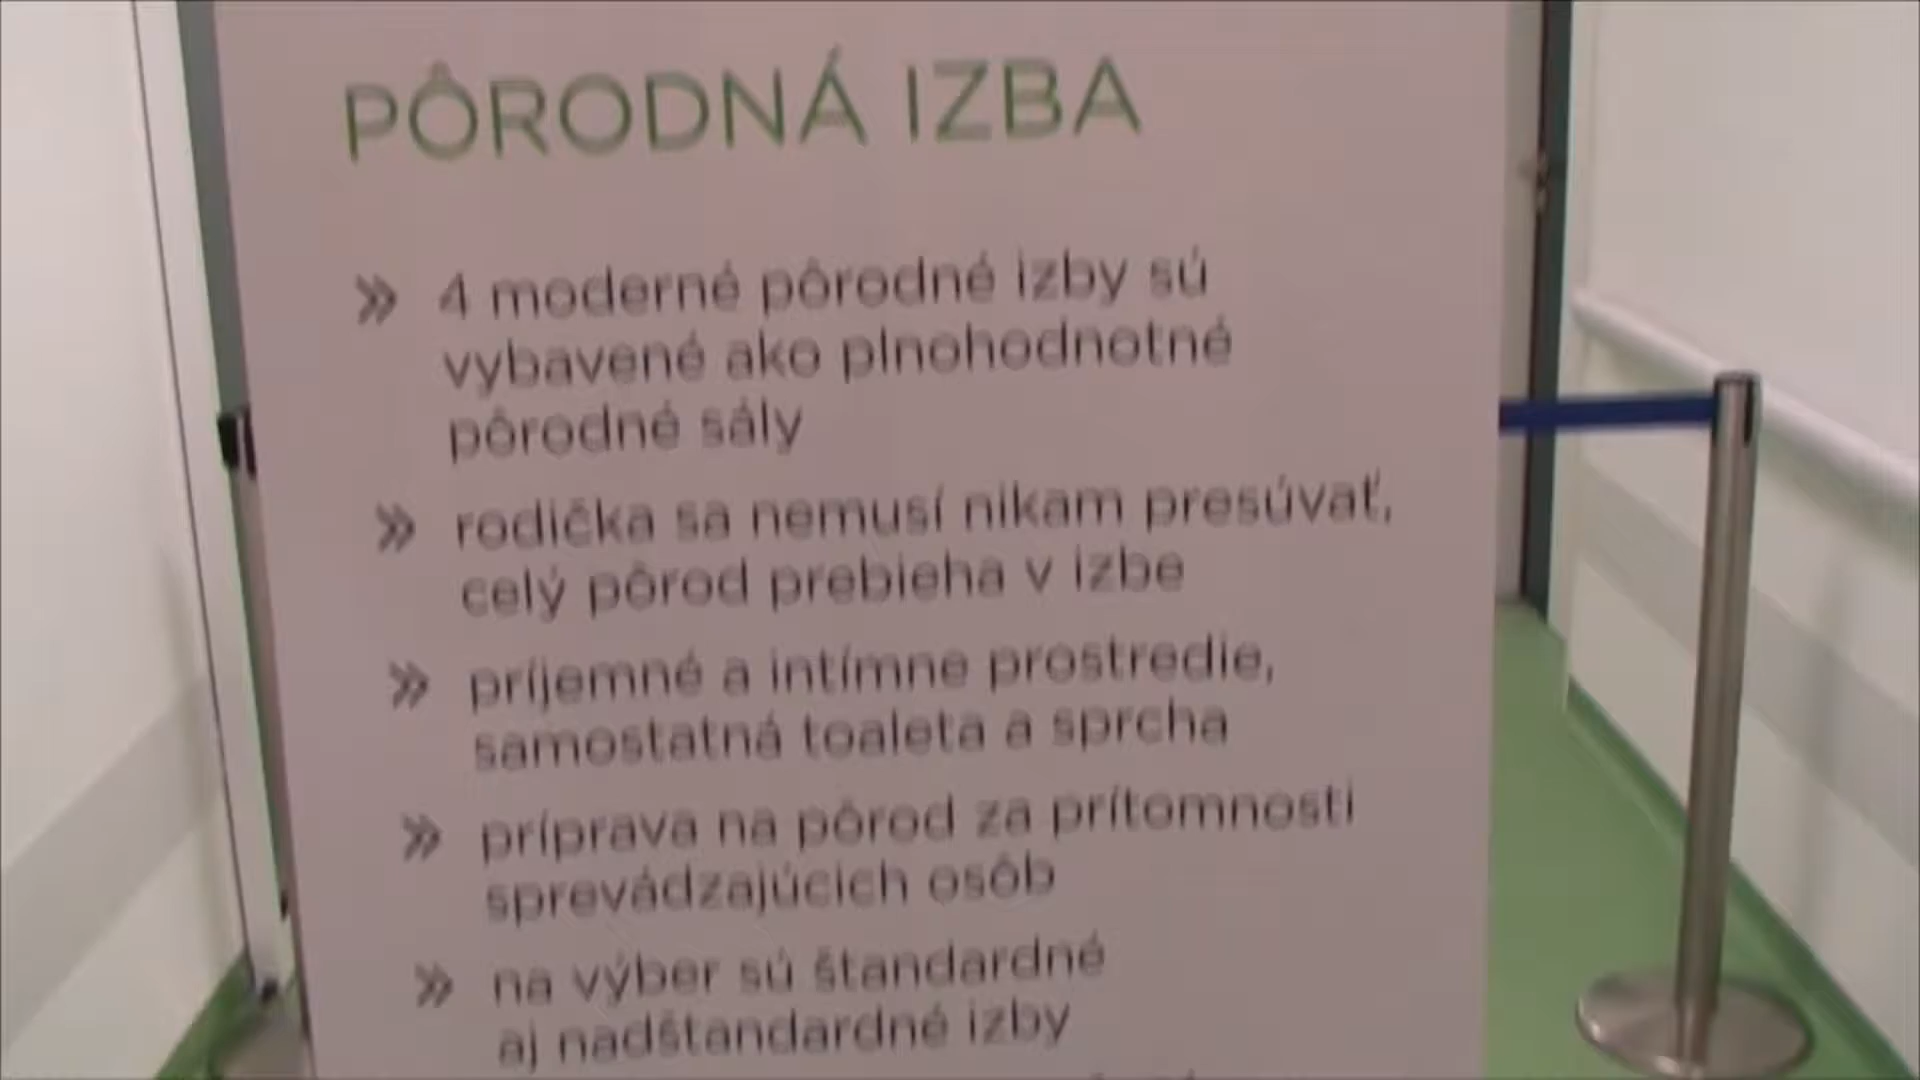 PÔRODNÁ IZBA
» 4 moderné pôrodné izby sú
vybavené ako plnohodnotné
pôrodné sály
» rodička sa nemusí nikam presúvať,
celý pôrod prebieha v izbe
» príjemné a intímne prostredie,
samostatná toaleta a sprcha
» príprava na pôrod za prítomnosti
sprevádzajúcich osôb
» na výber sú štandardné
aj nadštandardné izby